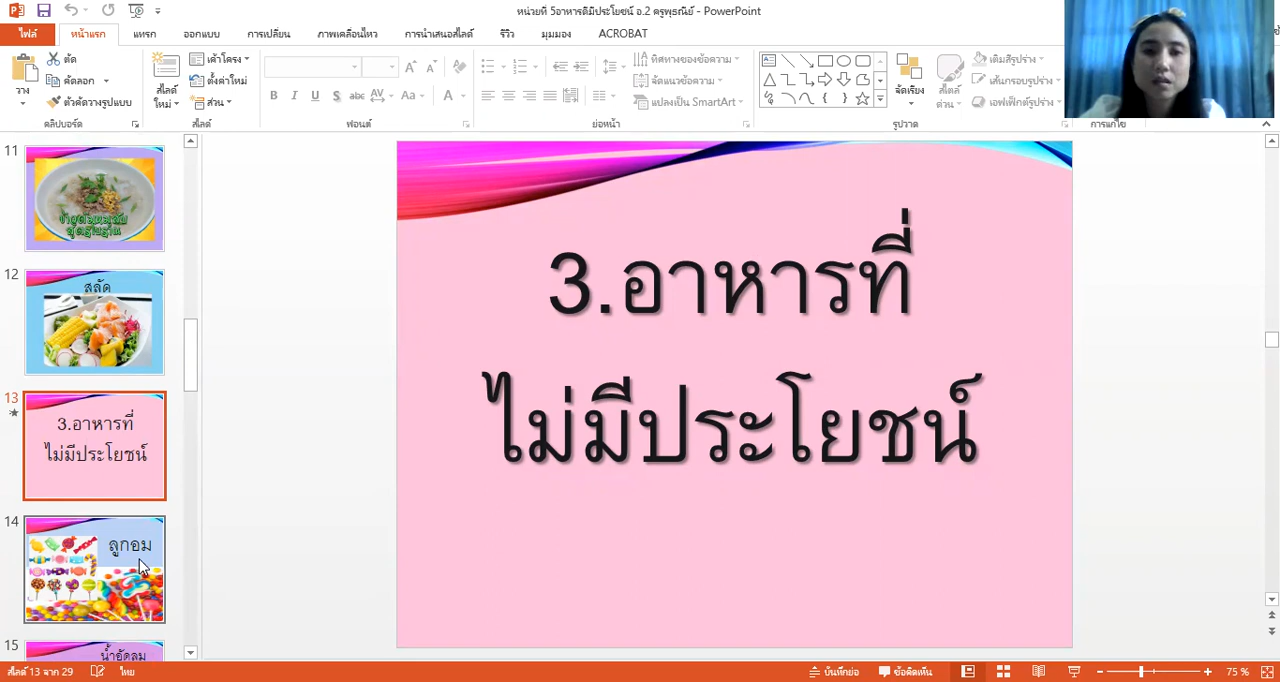 หน่วยที่ 5อาหารดีมีประโยชน์ อ.2 ครูพรุณีย์ - PowerPoint
ไฟล์ หน้าแรก แทรก ออกแบบ การเปลี่ยน ภาพเคลื่อนไหว การนำเสนอสไลด์ รีวิว มุมมอง ACROBAT
วาง
ตัด
คัดลอก
ตัวคัดวางรูปแบบ
คลิปบอร์ด
สไลด์ใหม่
เค้าโครง
ตั้งค่าใหม่
ส่วน
สไลด์
B I U S abc AV Aa A
ฟอนต์
ทิศทางของข้อความ
จัดแนวข้อความ
แปลงเป็น SmartArt
ย่อหน้า
จัดเรียง
สไตล์ด่วน
เติมสีรูปร่าง
เส้นกรอบรูปร่าง
เอฟเฟ็กต์รูปร่าง
รูปวาด
การแก้ไข
11
12
สลัด
13
3.อาหารที่
ไม่มีประโยชน์
14
ลูกอม
15
น้ำอัดลม
3.อาหารที่
ไม่มีประโยชน์
สไลด์ 13 จาก 29 ไทย บันทึกย่อ ข้อคิดเห็น 75 %